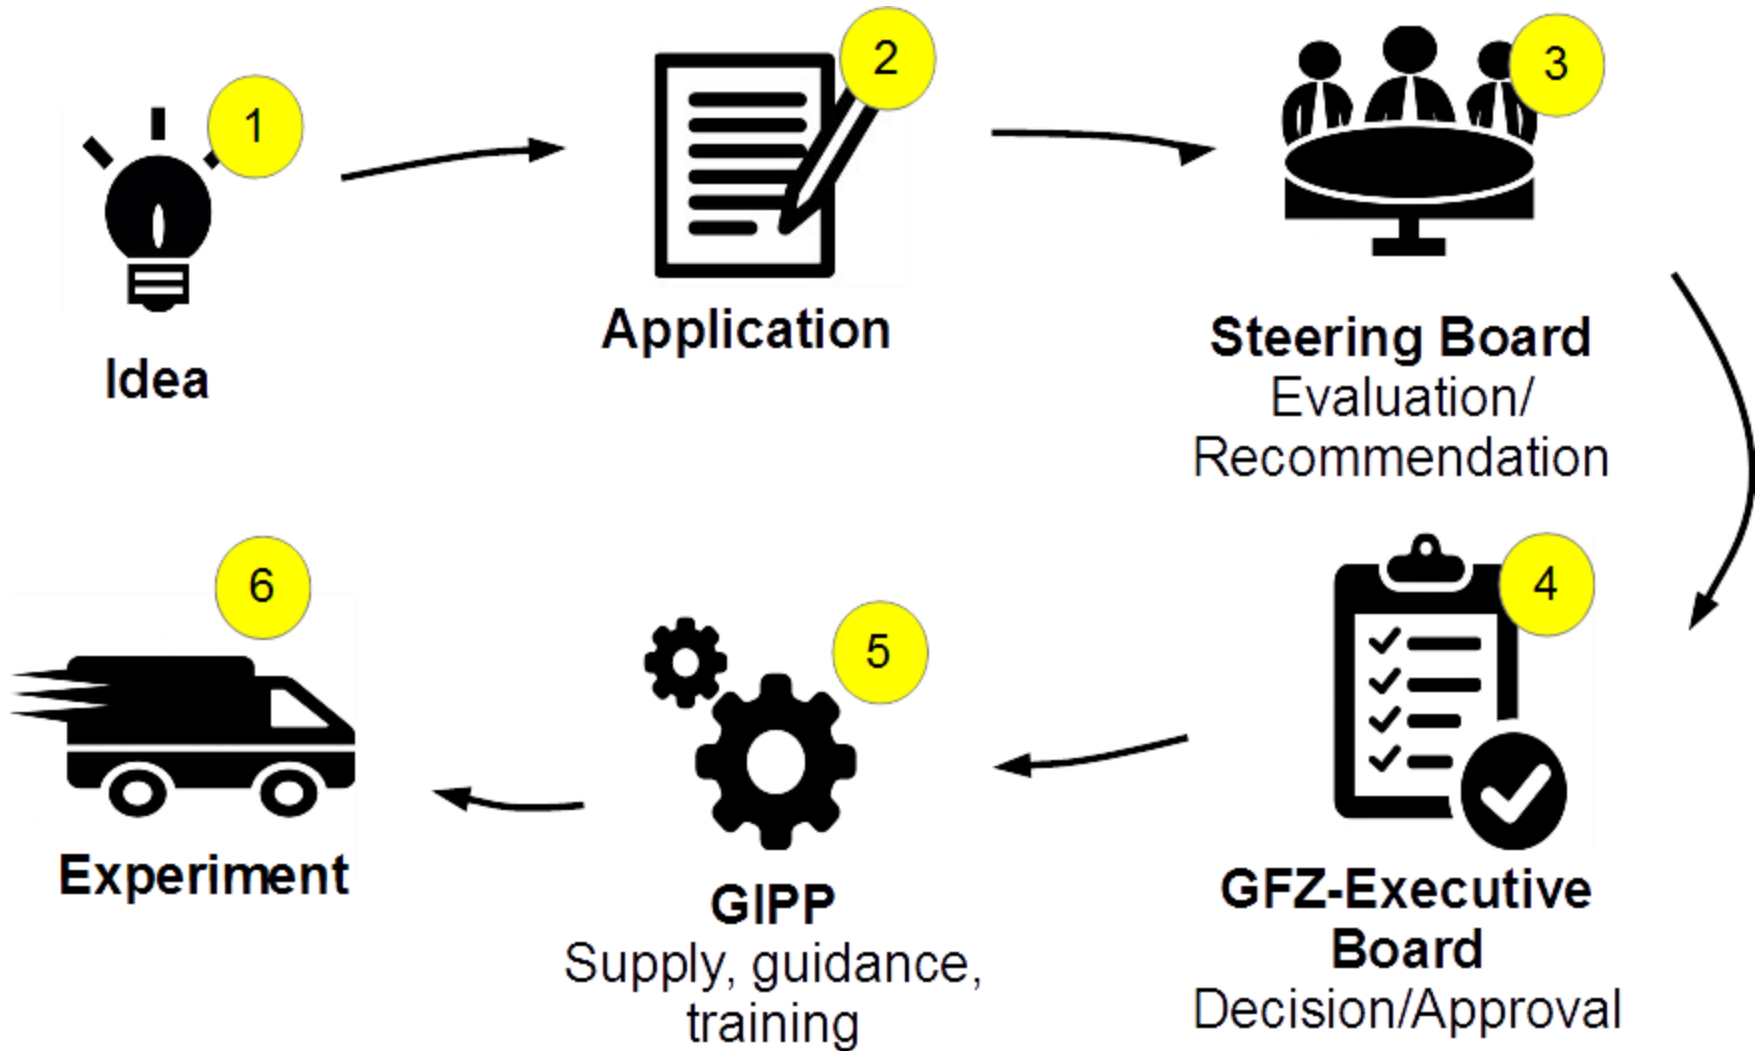 1
Idea
2
Application
3
Steering Board
Evaluation/
Recommendation
4
GFZ-Executive
Board
Decision/Approval
5
GIPP
Supply, guidance,
training
6
Experiment